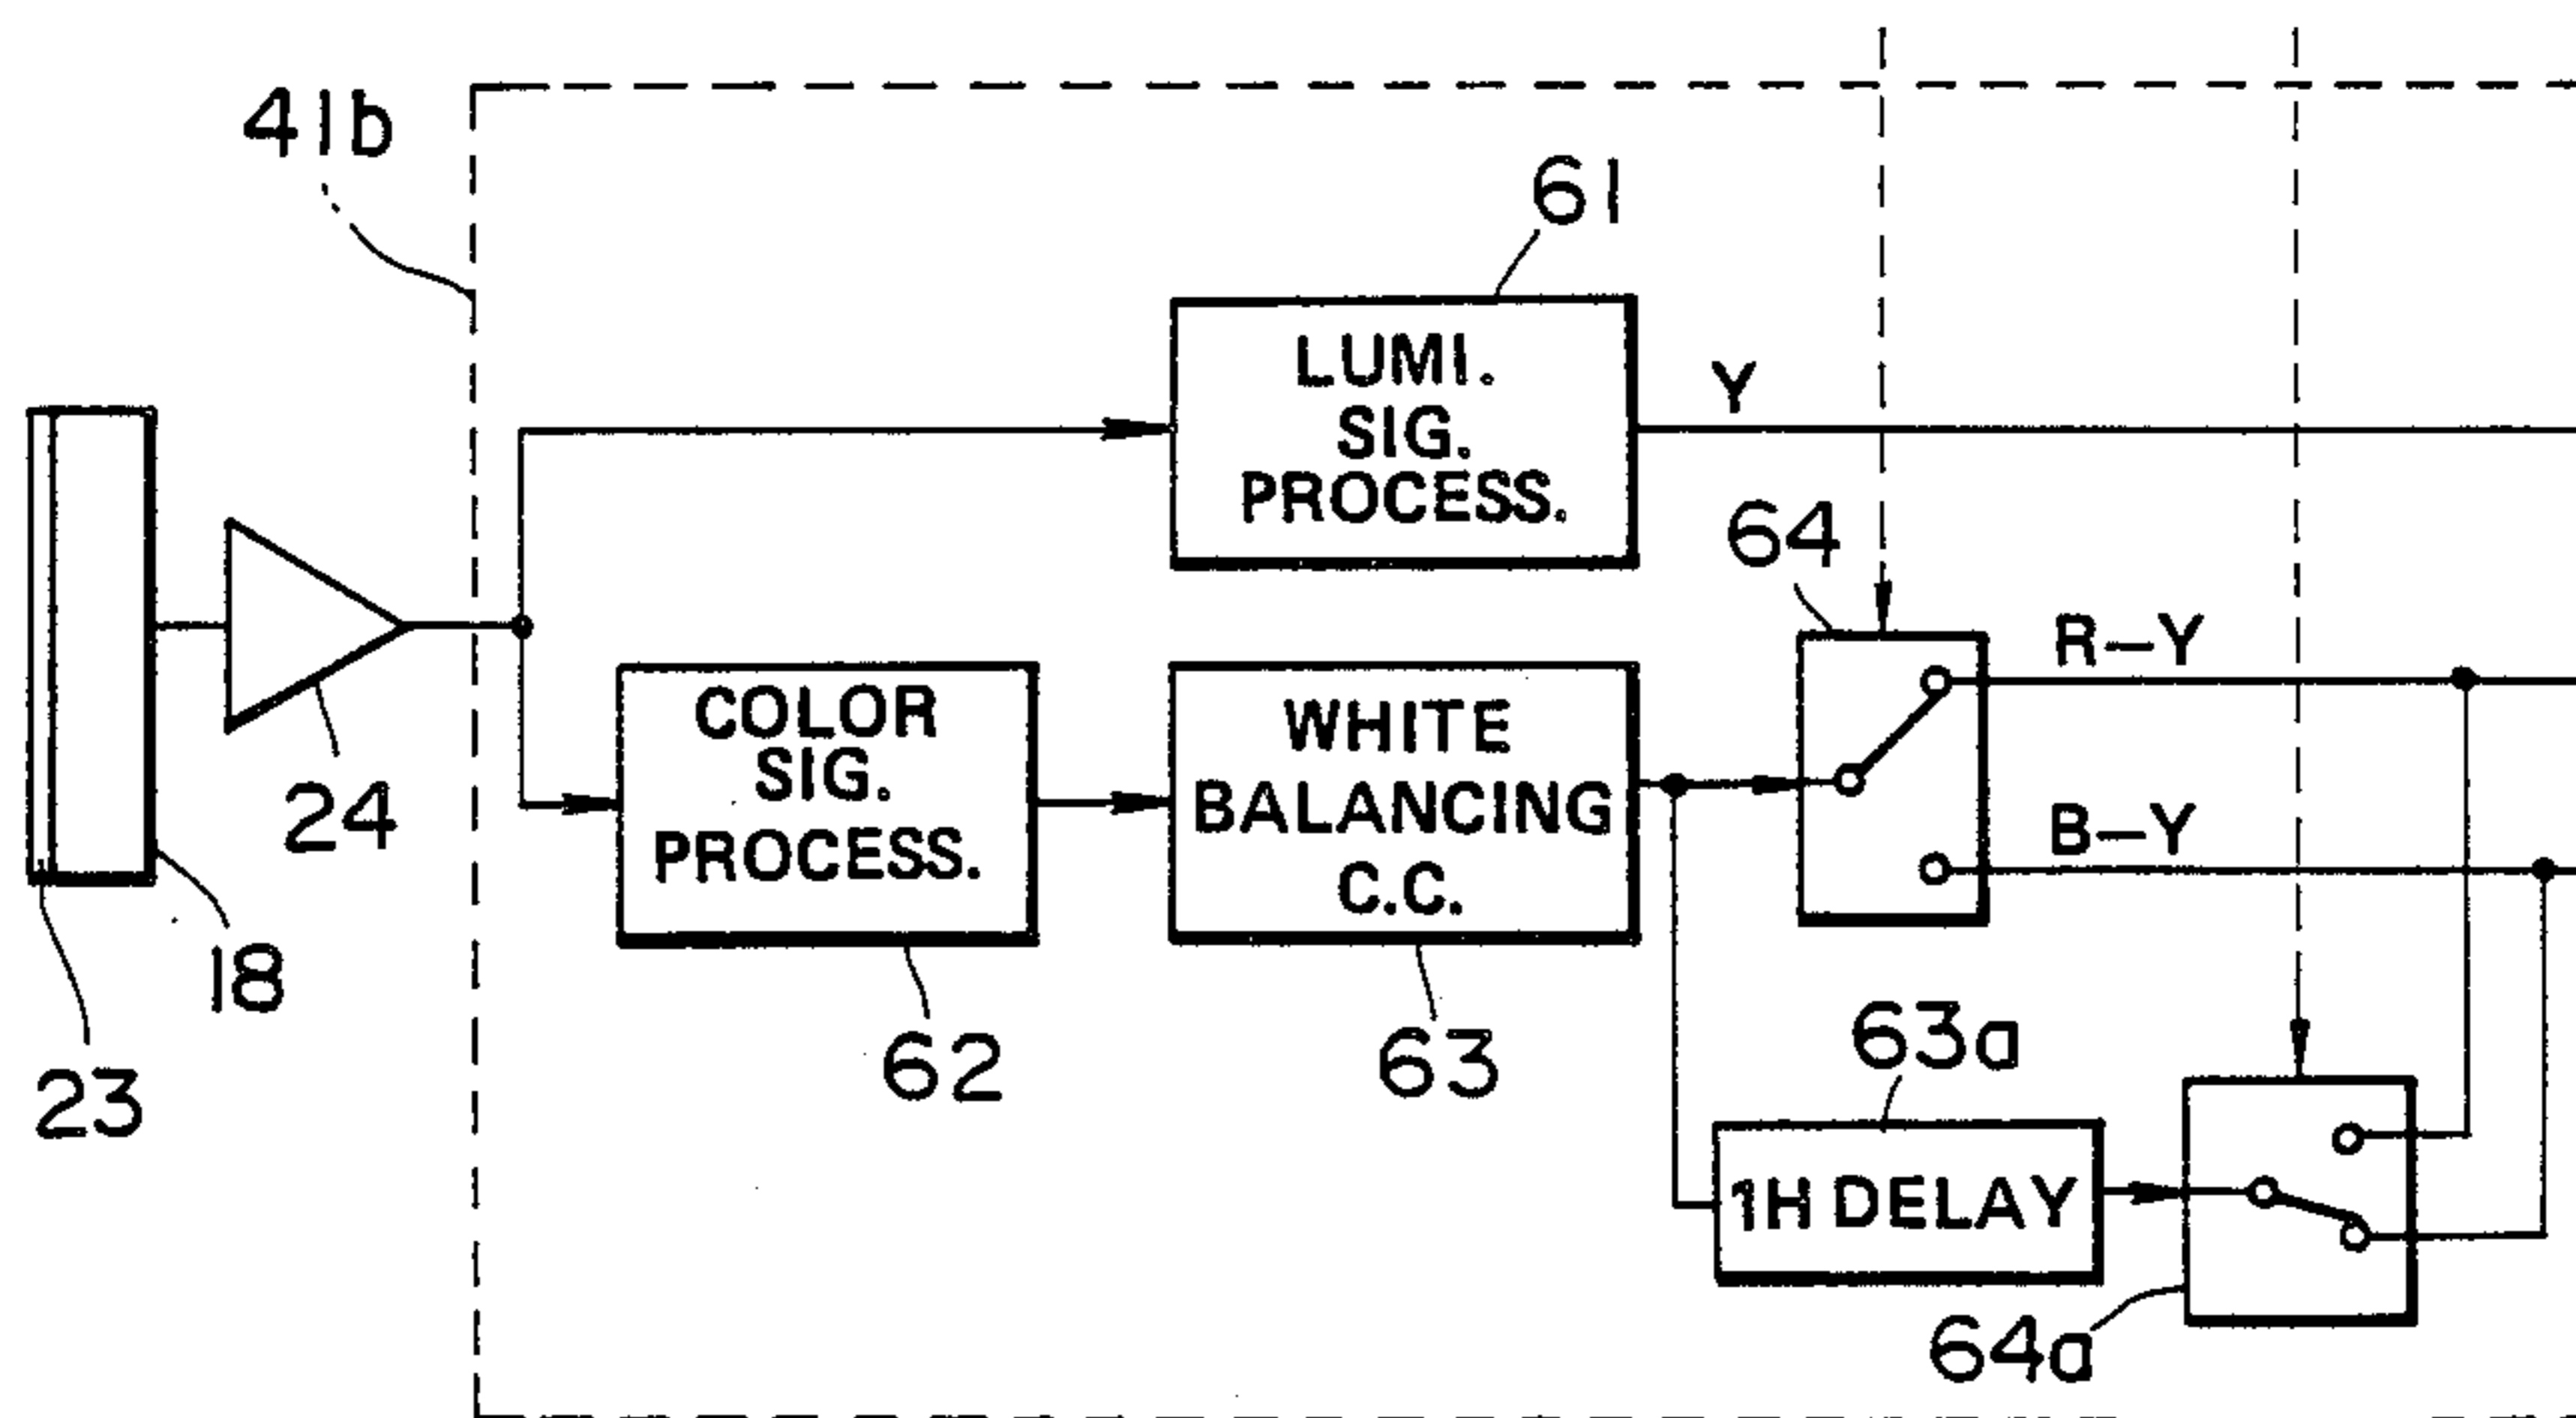 41b
61
LUMI.
SIG.
PROCESS.
Y
64
R-Y
COLOR
SIG.
PROCESS.
WHITE
BALANCING
C.C.
B-Y
24
18
23
62
63
63a
1H DELAY
64a